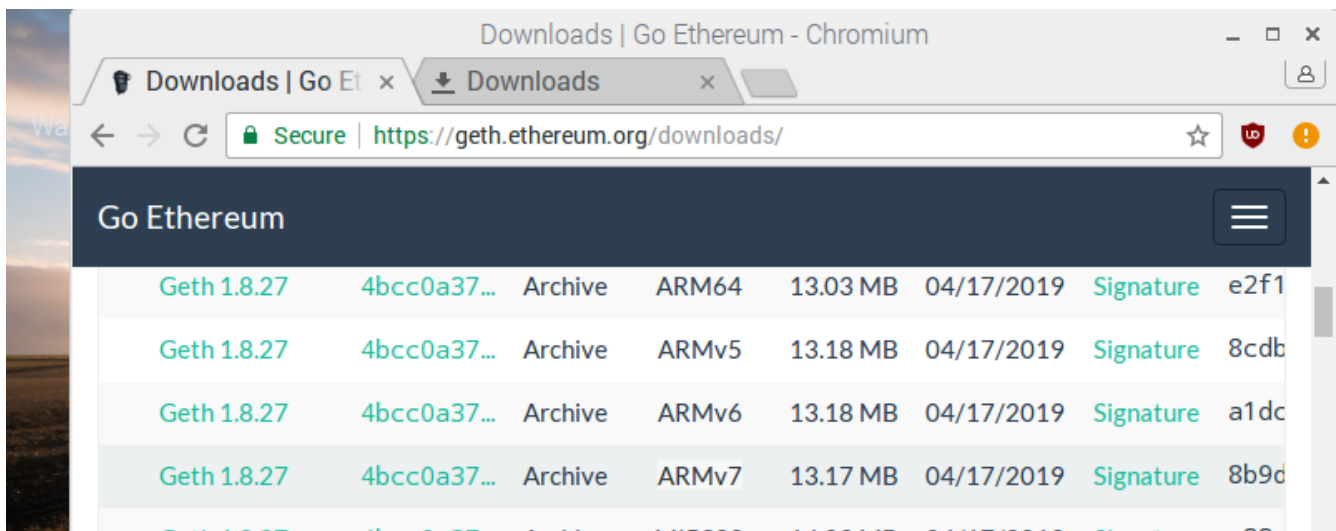 Downloads | Go Ethereum - Chromium
Downloads | Go Et Downloads
Wa
Secure https://geth.ethereum.org/downloads/
Go Ethereum
Geth 1.8.27 4bcc0a37... Archive ARM64 13.03 MB 04/17/2019 Signature e2f1
Geth 1.8.27 4bcc0a37... Archive ARMv5 13.18 MB 04/17/2019 Signature 8cdb
Geth 1.8.27 4bcc0a37... Archive ARMv6 13.18 MB 04/17/2019 Signature a1dc
Geth 1.8.27 4bcc0a37... Archive ARMv7 13.17 MB 04/17/2019 Signature 8b9d